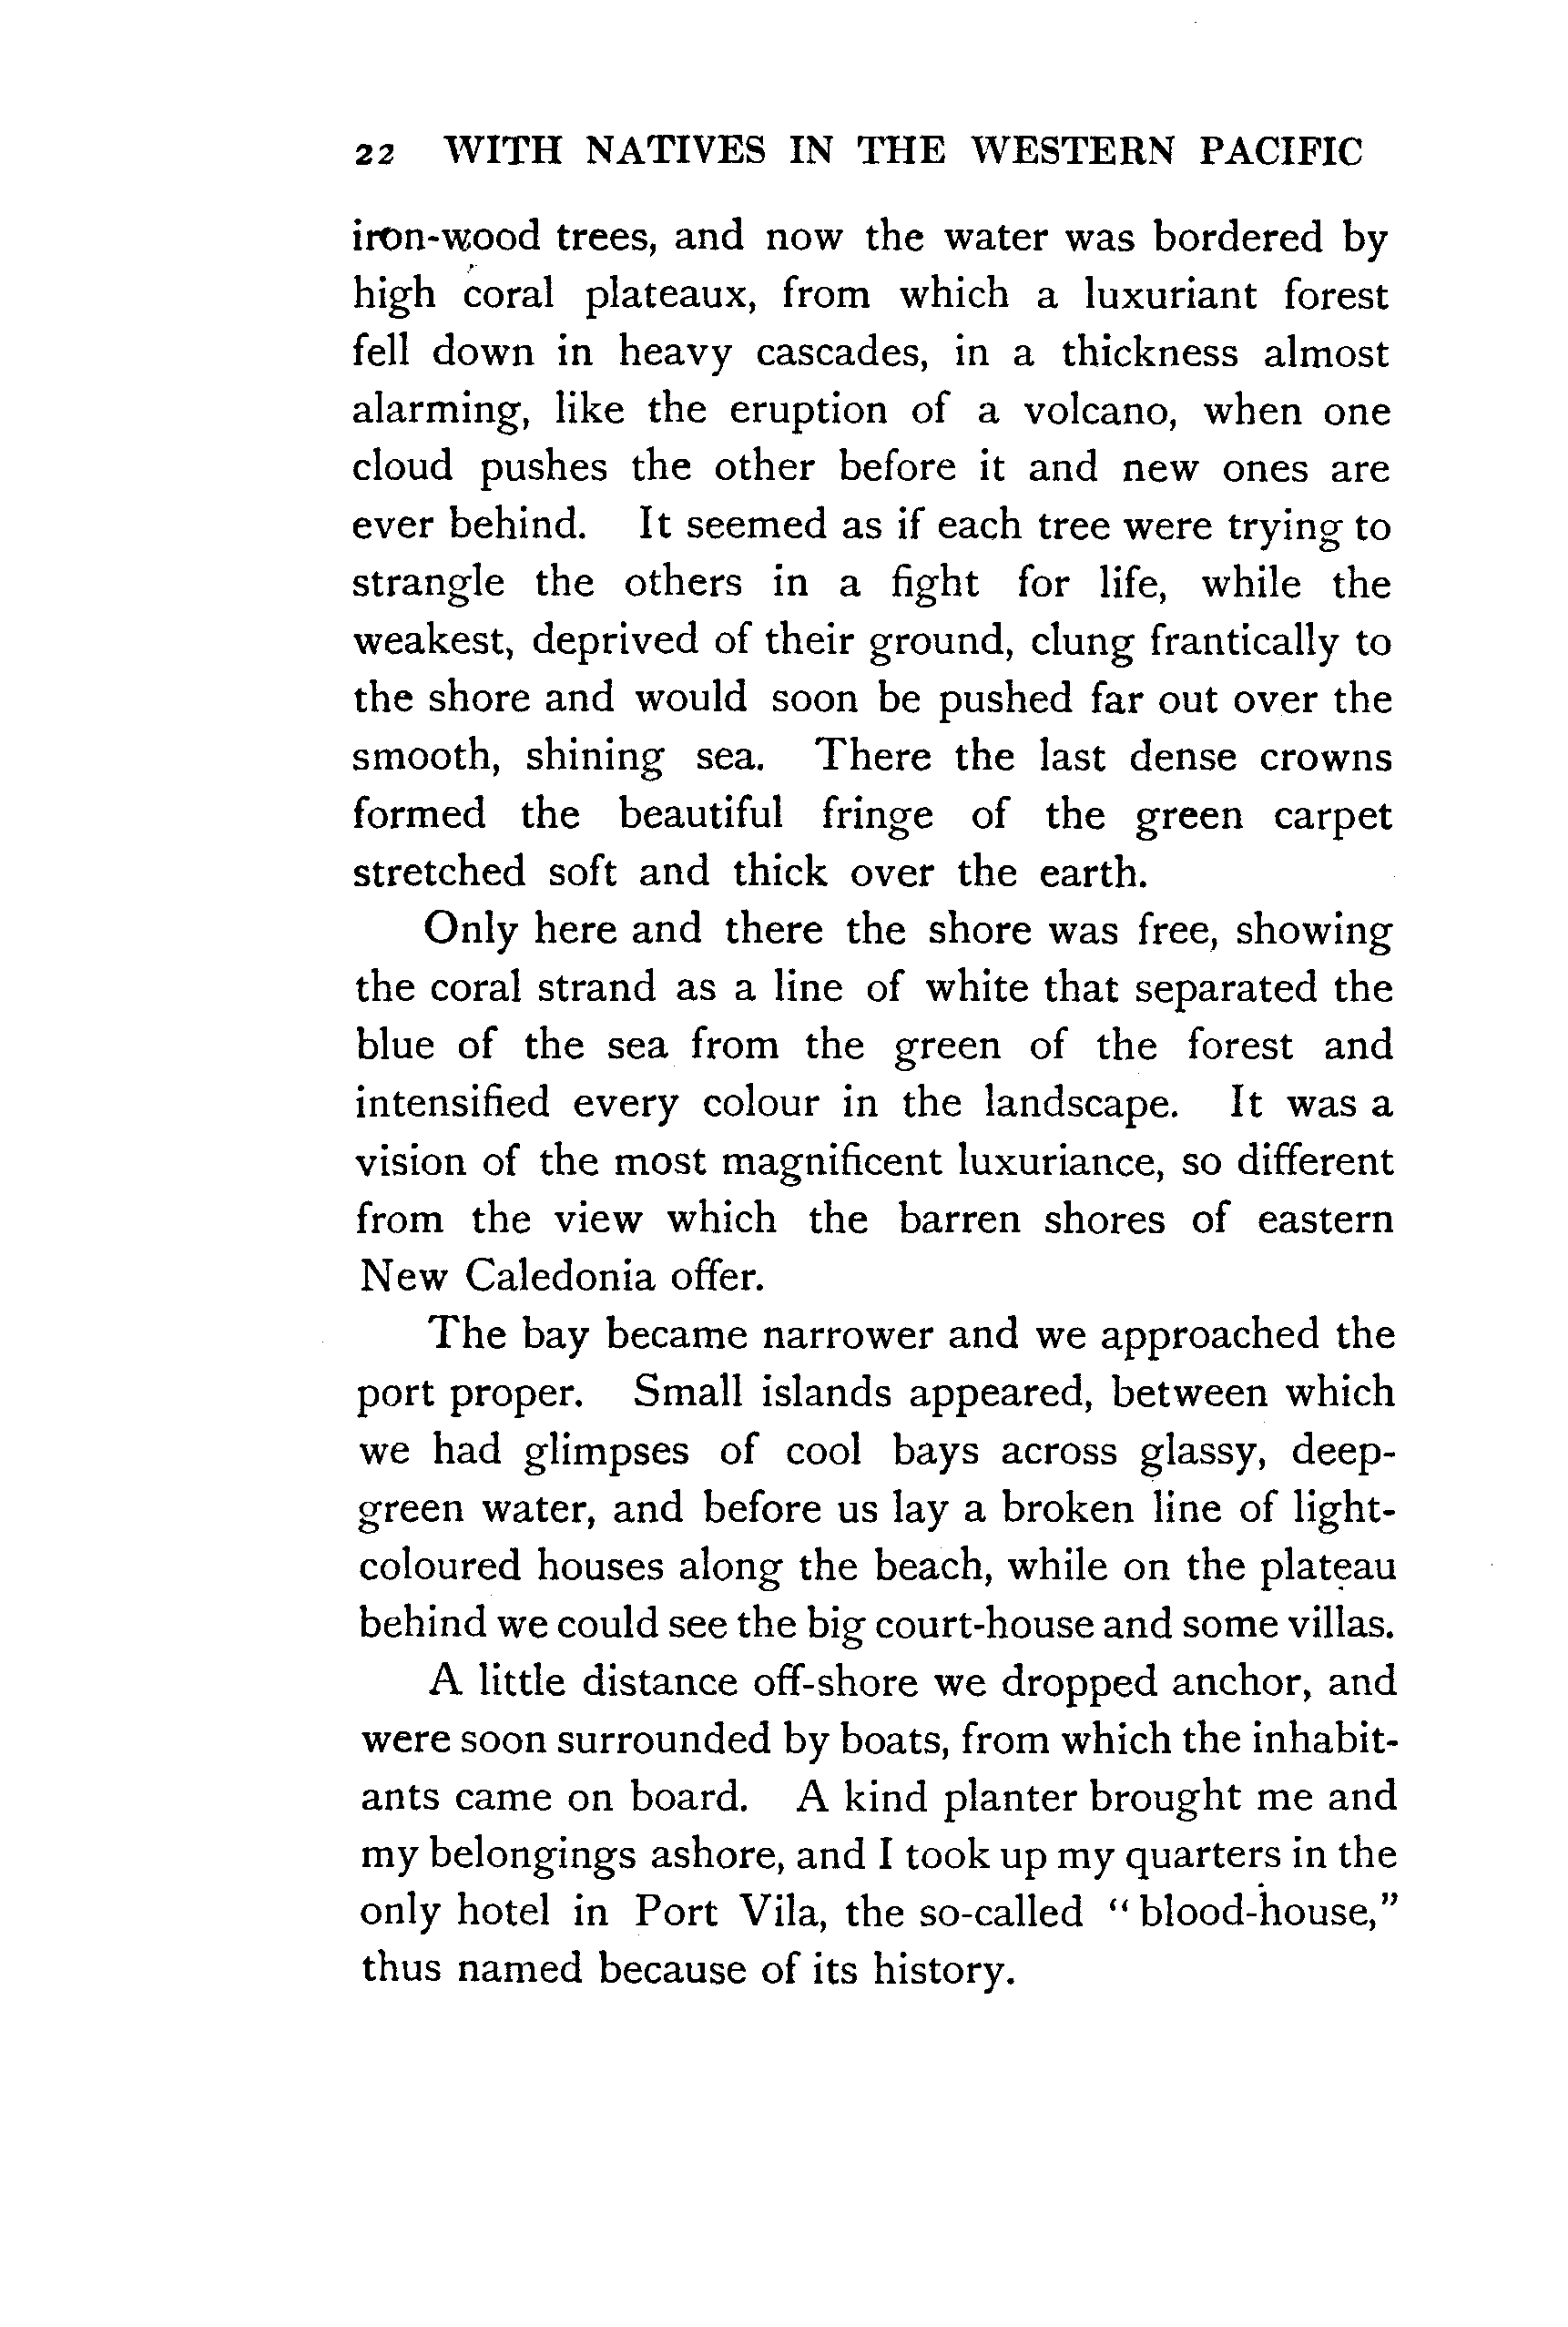 22 WITH NATIVES IN THE WESTERN PACIFIC
iron-wood trees, and now the water was bordered by
high coral plateaux, from which a luxuriant forest
fell down in heavy cascades, in a thickness almost
alarming, like the eruption of a volcano, when one
cloud pushes the other before it and new ones are
ever behind. It seemed as if each tree were trying to
strangle the others in a fight for life, while the
weakest, deprived of their ground, clung frantically to
the shore and would soon be pushed far out over the
smooth, shining sea. There the last dense crowns
formed the beautiful fringe of the green carpet
stretched soft and thick over the earth.
Only here and there the shore was free, showing
the coral strand as a line of white that separated the
blue of the sea from the green of the forest and
intensified every colour in the landscape. It was a
vision of the most magnificent luxuriance, so different
from the view which the barren shores of eastern
New Caledonia offer.
The bay became narrower and we approached the
port proper. Small islands appeared, between which
we had glimpses of cool bays across glassy, deep-
green water, and before us lay a broken line of light-
coloured houses along the beach, while on the plateau
behind we could see the big court-house and some villas.
A little distance off-shore we dropped anchor, and
were soon surrounded by boats, from which the inhabit-
ants came on board. A kind planter brought me and
my belongings ashore, and I took up my quarters in the
only hotel in Port Vila, the so-called “blood-house,”
thus named because of its history.